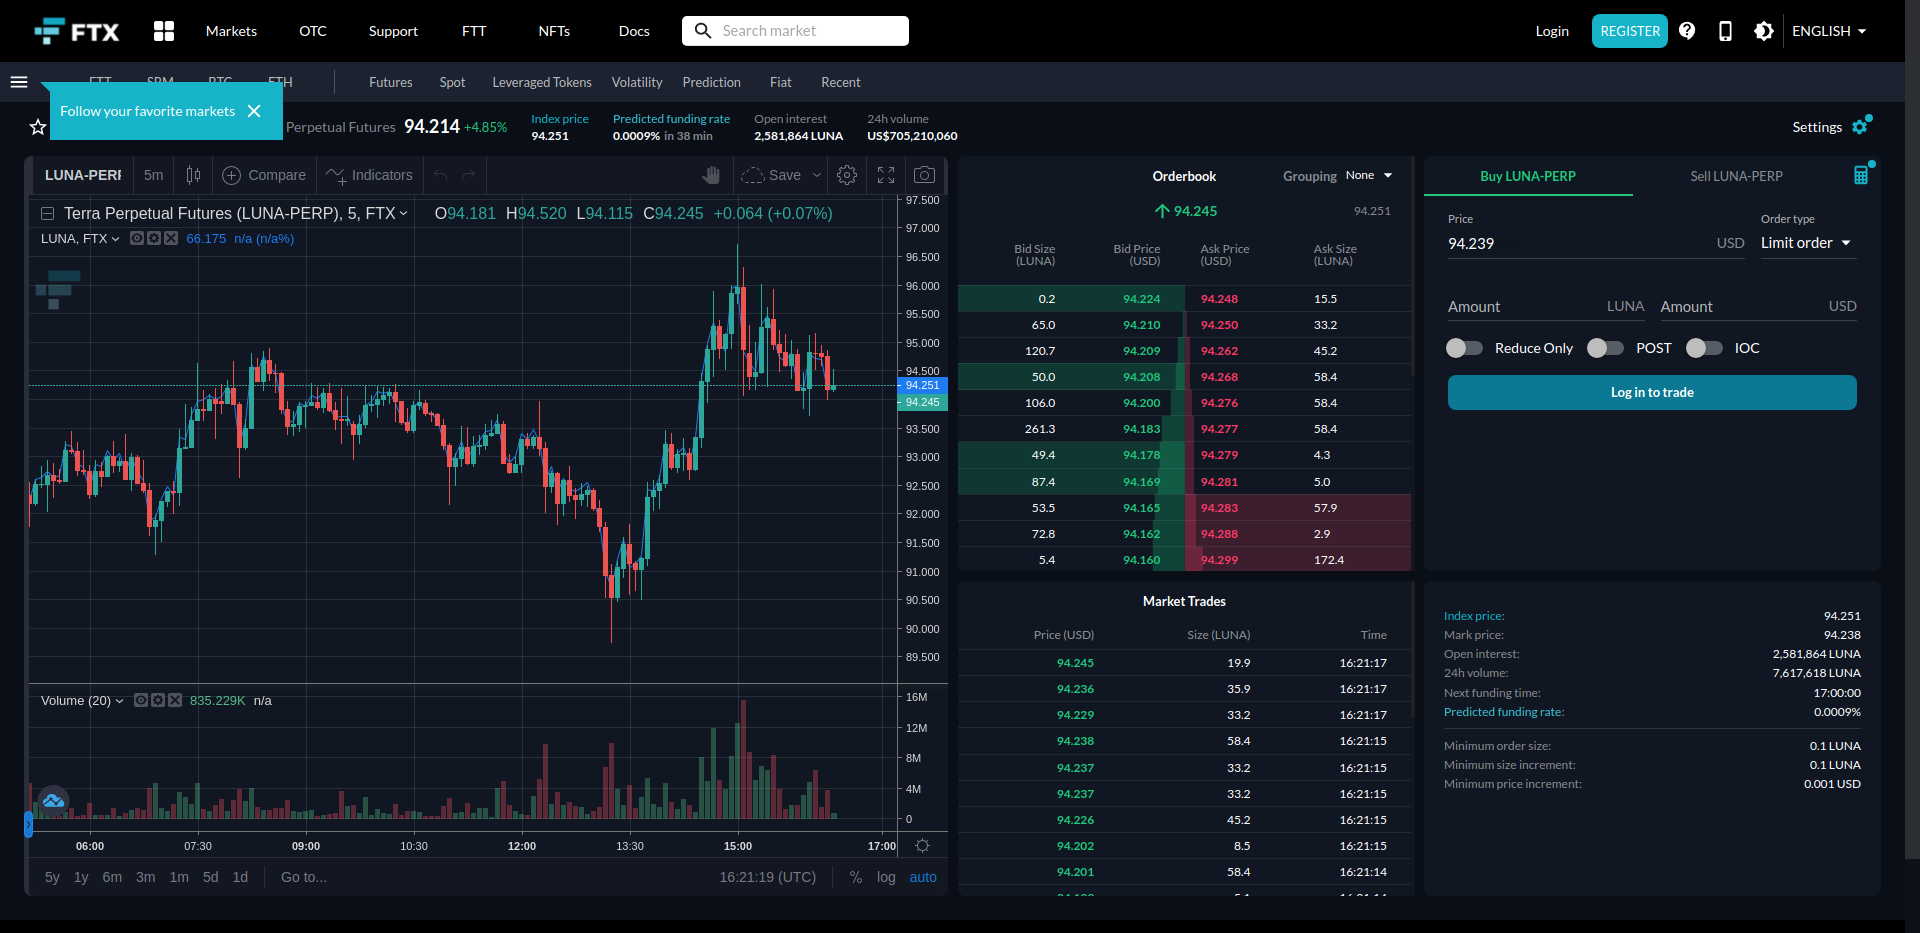 FTX
Markets
OTC
Support
FTT
NFTs
Docs
Search market
Login
REGISTER
ENGLISH
Futures
Spot
Leveraged Tokens
Volatility
Prediction
Fiat
Recent
Follow your favorite markets
Perpetual Futures 94.214 +4.85%
Index price
94.251
Predicted funding rate
0.0009% in 38 min
Open interest
2,581,864 LUNA
24h volume
US$705,210,060
Settings
LUNA-PERP
5m
Compare
Indicators
Save
Terra Perpetual Futures (LUNA-PERP), 5, FTX O94.181 H94.520 L94.115 C94.245 +0.064 (+0.07%)
LUNA, FTX 66.175 n/a (n/a%)
97.500
97.000
96.500
96.000
95.500
95.000
94.500
94.251
94.245
93.500
93.000
92.500
92.000
91.500
91.000
90.500
90.000
89.500
Volume (20) 835.229K n/a
16M
12M
8M
4M
0
06:00 07:30 09:00 10:30 12:00 13:30 15:00 17:00
5y 1y 6m 3m 1m 5d 1d Go to... 16:21:19 (UTC) % log auto
Orderbook Grouping None
94.245 94.251
Bid Size (LUNA) Bid Price (USD) Ask Price (USD) Ask Size (LUNA)
0.2 94.224 94.248 15.5
65.0 94.210 94.250 33.2
120.7 94.209 94.262 45.2
50.0 94.208 94.268 58.4
106.0 94.200 94.276 58.4
261.3 94.183 94.277 58.4
49.4 94.178 94.279 4.3
87.4 94.169 94.281 5.0
53.5 94.165 94.283 57.9
72.8 94.162 94.288 2.9
5.4 94.160 94.299 172.4
Market Trades
Price (USD) Size (LUNA) Time
94.245 19.9 16:21:17
94.236 35.9 16:21:17
94.229 33.2 16:21:17
94.238 58.4 16:21:15
94.237 33.2 16:21:15
94.237 33.2 16:21:15
94.226 45.2 16:21:15
94.202 8.5 16:21:15
94.201 58.4 16:21:14
Buy LUNA-PERP Sell LUNA-PERP
Price Order type
94.239 USD Limit order
Amount LUNA Amount USD
Reduce Only POST IOC
Log in to trade
Index price: 94.251
Mark price: 94.238
Open interest: 2,581,864 LUNA
24h volume: 7,617,618 LUNA
Next funding time: 17:00:00
Predicted funding rate: 0.0009%
Minimum order size: 0.1 LUNA
Minimum size increment: 0.1 LUNA
Minimum price increment: 0.001 USD